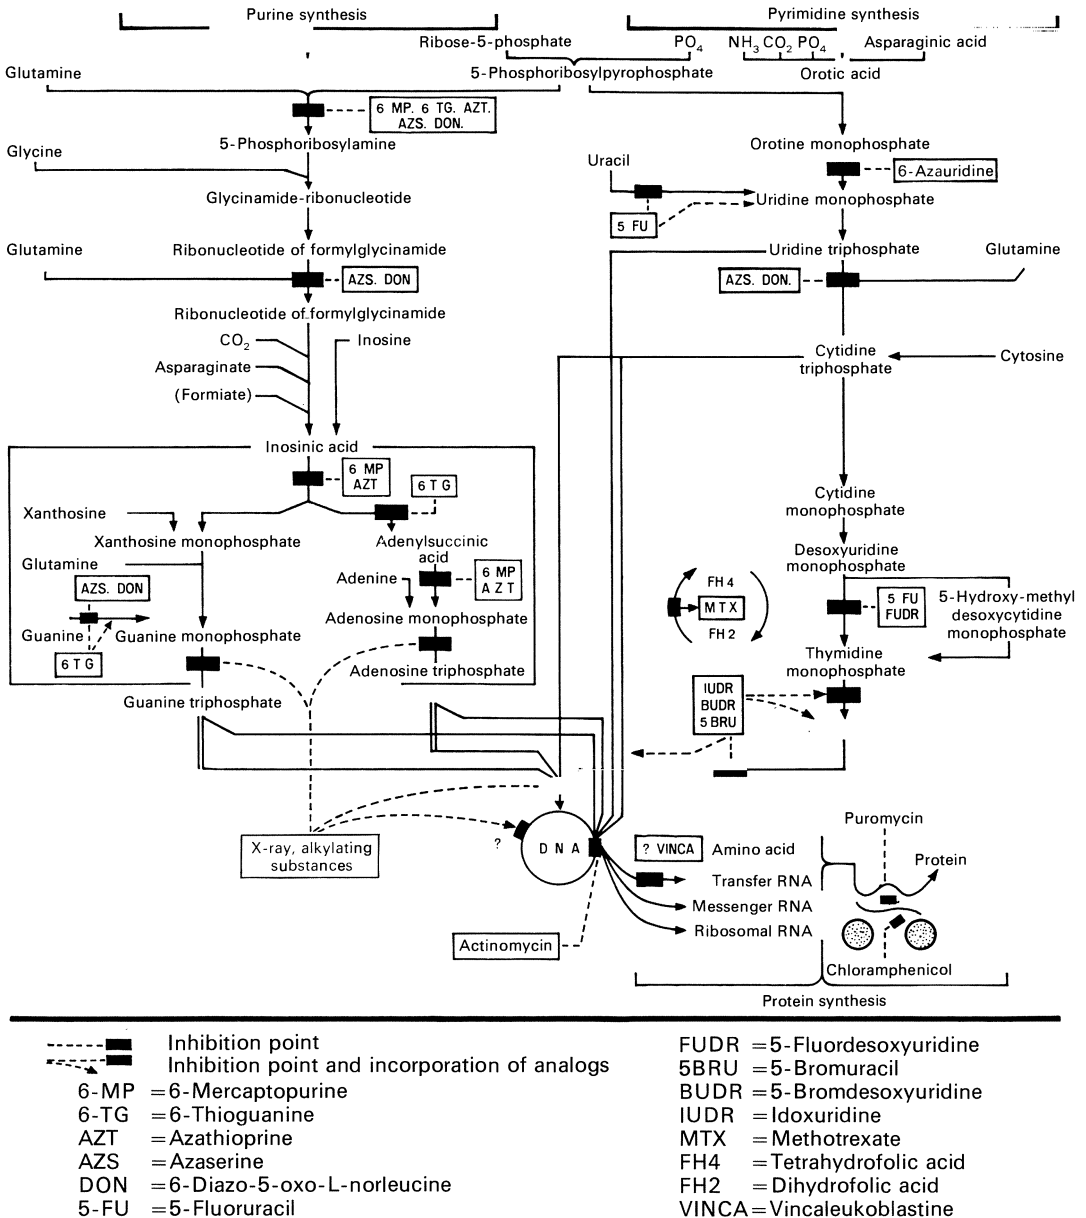 Purine synthesis
Pyrimidine synthesis
Ribose-5-phosphate
PO4
NH3 CO2 PO4
Asparaginic acid
Glutamine
5-Phosphoribosylpyrophosphate
Orotic acid
6 MP. 6 TG. AZT.
AZS. DON.
5-Phosphoribosylamine
Orotine monophosphate
Glycine
Uracil
6-Azauridine
Glycinamide-ribonucleotide
Uridine monophosphate
5 FU
Glutamine
Ribonucleotide of formylglycinamide
Uridine triphosphate
Glutamine
AZS. DON
AZS. DON.
Ribonucleotide of formylglycinamide
CO2
Inosine
Cytidine
triphosphate
Cytosine
Asparaginate
(Formiate)
Inosinic acid
6 MP
AZT
6 T G
Cytidine
monophosphate
Xanthosine
Xanthosine monophosphate
Adenylsuccinic
acid
Desoxyuridine
monophosphate
Glutamine
Adenine
6 MP
A Z T
FH4
AZS. DON
M T X
5 FU
FUDR
5-Hydroxy-methyl
desoxycytidine
monophosphate
Adenosine monophosphate
Guanine
Guanine monophosphate
FH2
6 T G
Thymidine
monophosphate
Adenosine triphosphate
IUDR
BUDR
5 BRU
Guanine triphosphate
Puromycin
X-ray, alkylating
substances
?
D N A
? VINCA
Amino acid
Protein
Transfer RNA
Messenger RNA
Ribosomal RNA
Actinomycin
Chloramphenicol
Protein synthesis
Inhibition point
Inhibition point and incorporation of analogs
6-MP =6-Mercaptopurine
6-TG =6-Thioguanine
AZT =Azathioprine
AZS =Azaserine
DON =6-Diazo-5-oxo-L-norleucine
5-FU =5-Fluoruracil
FUDR =5-Fluordesoxyuridine
5BRU =5-Bromuracil
BUDR =5-Bromdesoxyuridine
IUDR =Idoxuridine
MTX =Methotrexate
FH4 =Tetrahydrofolic acid
FH2 =Dihydrofolic acid
VINCA=Vincaleukoblastine